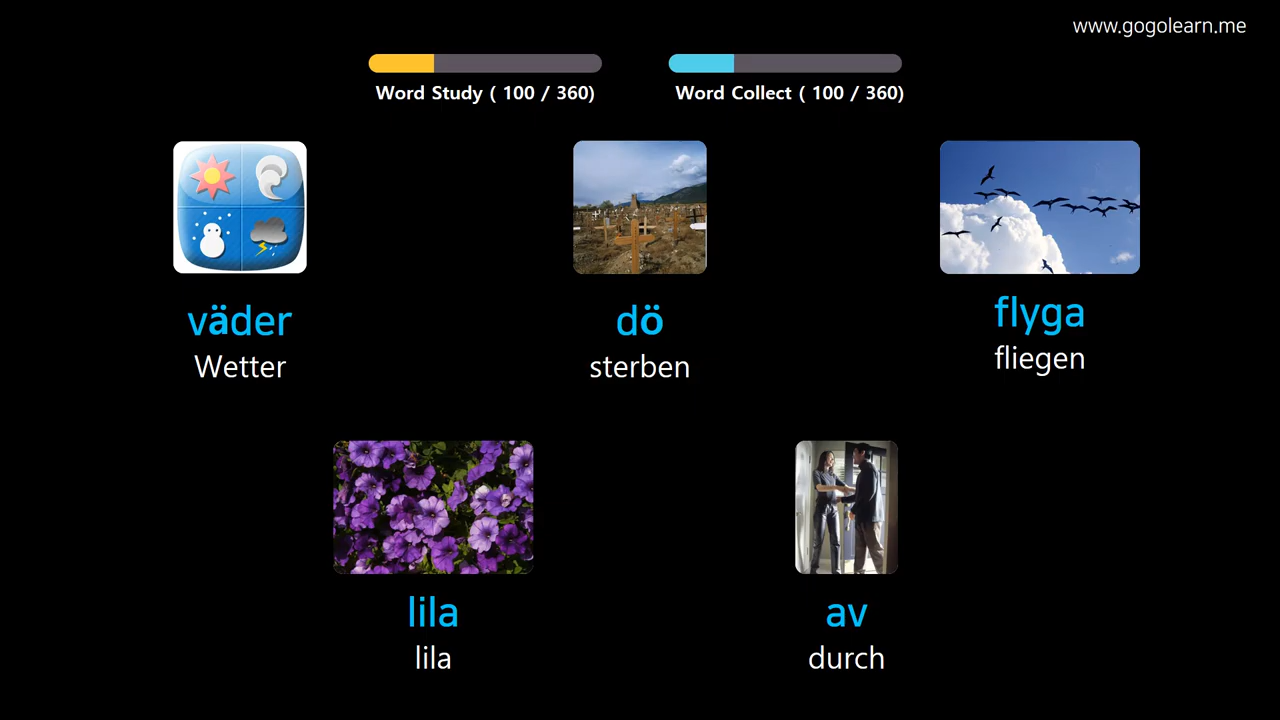 www.gogolearn.me
Word Study ( 100 / 360)
Word Collect ( 100 / 360)
väder
Wetter
dö
sterben
flyga
fliegen
lila
lila
av
durch